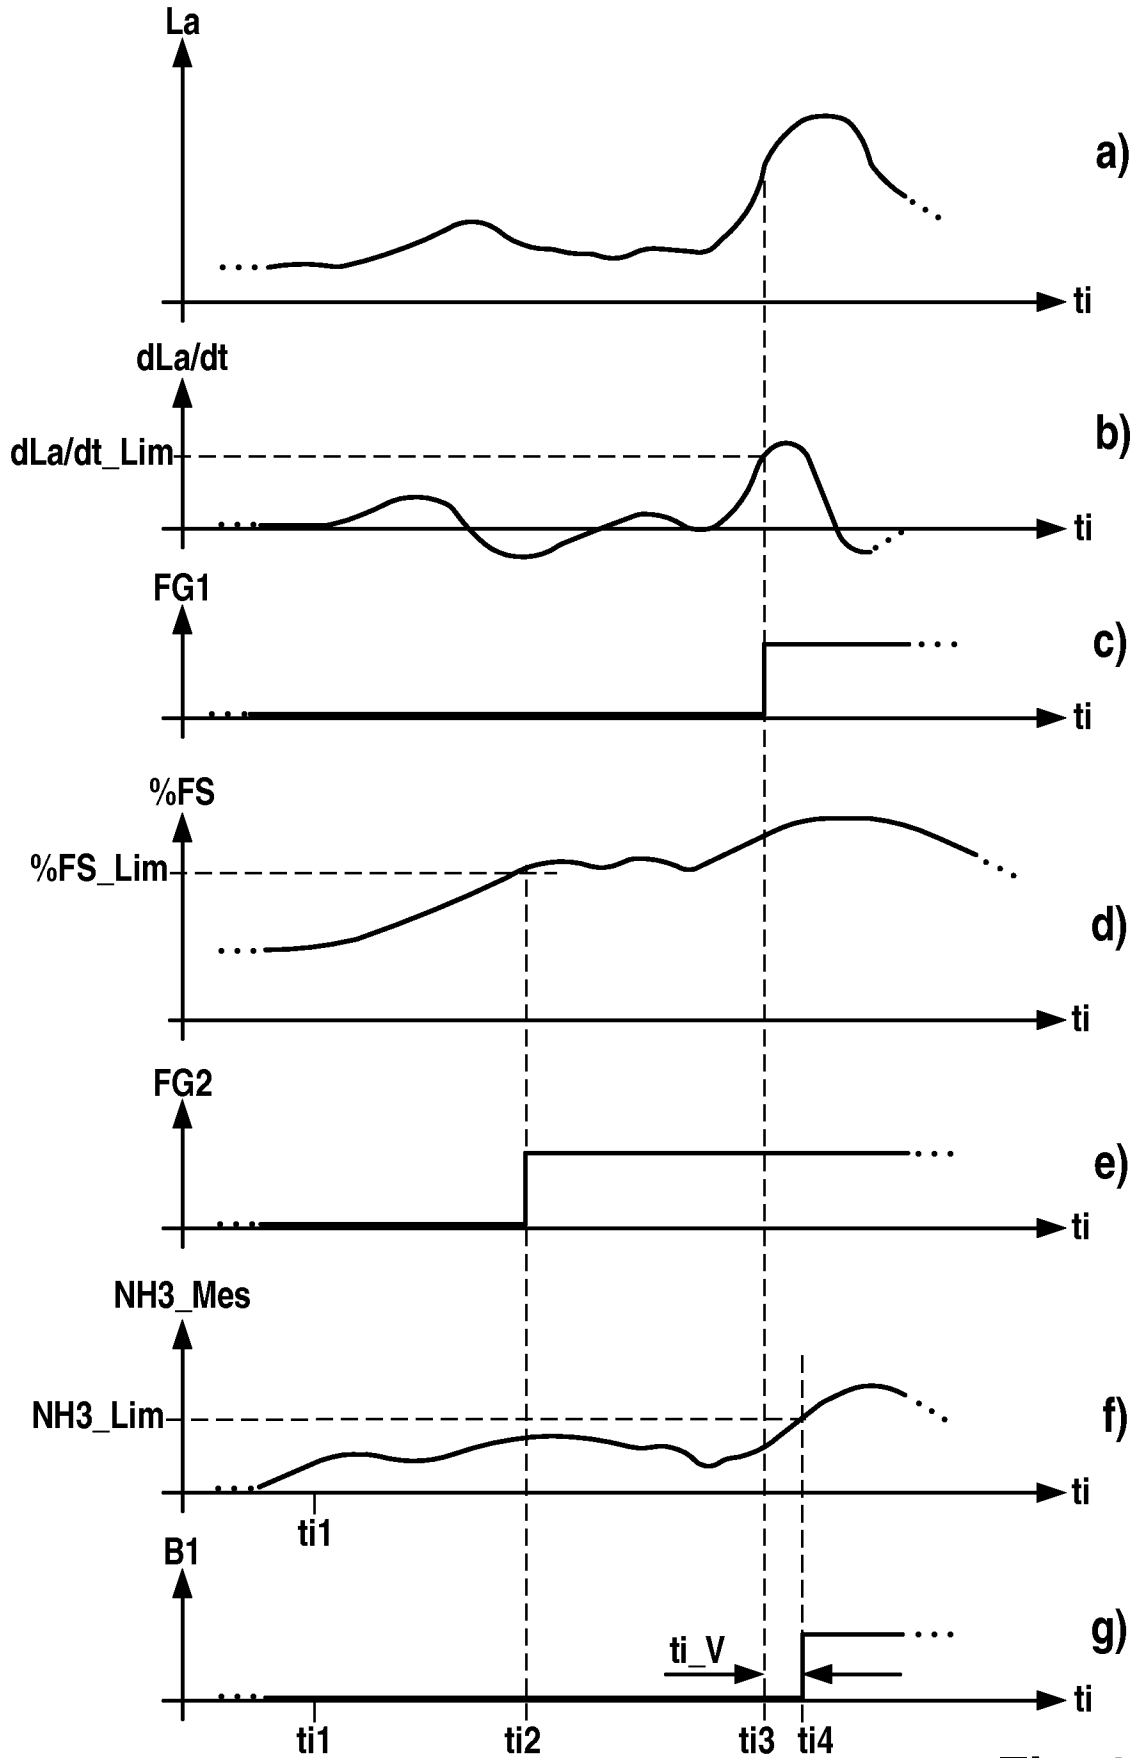 La
a)
ti
dLa/dt
dLa/dt_Lim
b)
ti
FG1
c)
ti
%FS
%FS_Lim
d)
ti
FG2
e)
ti
NH3_Mes
NH3_Lim
f)
ti
ti1
B1
g)
ti_V
ti
ti1 ti2 ti3 ti4